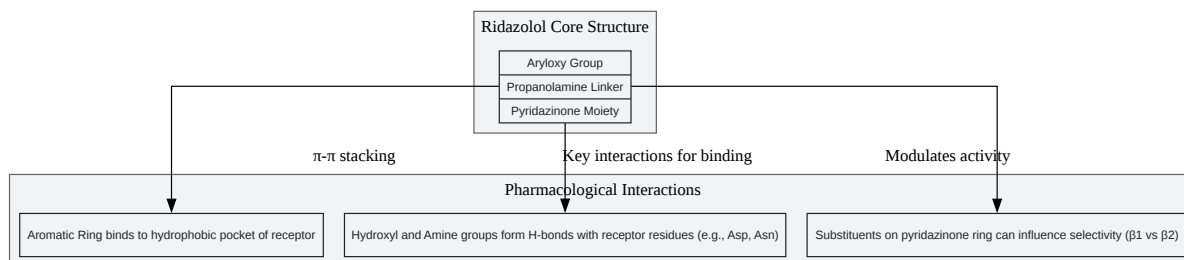 Ridazolol Core Structure
Aryloxy Group
Propanolamine Linker
Pyridazinone Moiety
π-π stacking
Key interactions for binding
Modulates activity
Pharmacological Interactions
Aromatic Ring binds to hydrophobic pocket of receptor
Hydroxyl and Amine groups form H-bonds with receptor residues (e.g., Asp, Asn)
Substituents on pyridazinone ring can influence selectivity (β1 vs β2)